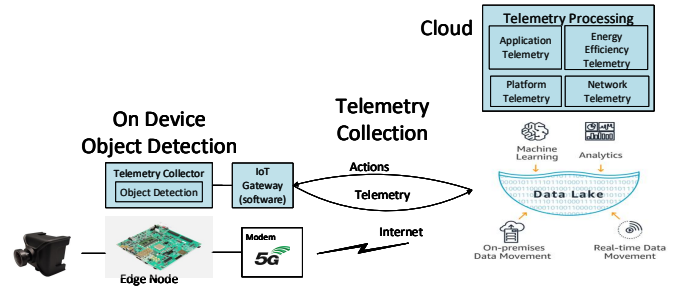 Cloud
Telemetry Processing
Application
Telemetry
Energy
Efficiency
Telemetry
Platform
Telemetry
Network
Telemetry
On Device
Object Detection
Telemetry
Collection
Telemetry Collector
Object Detection
IoT
Gateway
(software)
Actions
Telemetry
Machine
Learning
Analytics
Data Lake
On-premises
Data Movement
Real-time Data
Movement
Modem
5G
Internet
Edge Node